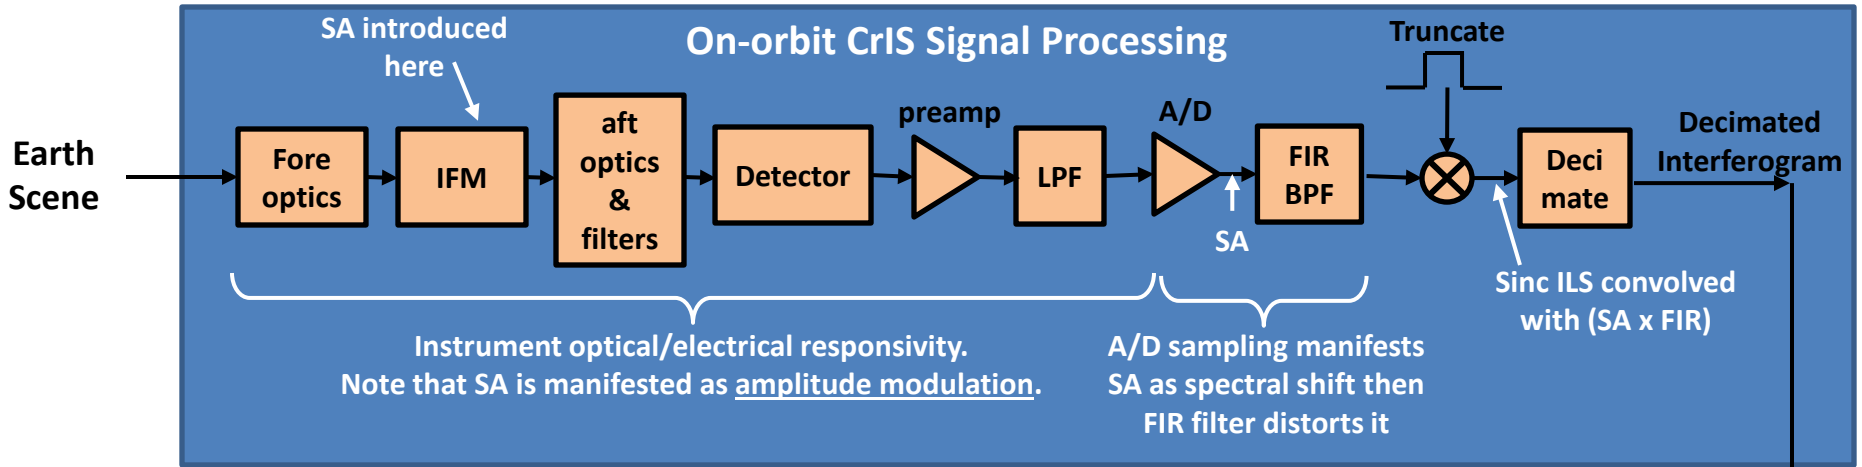 On-orbit CrIS Signal Processing
SA introduced
here
Truncate
Earth
Scene
Fore
optics
IFM
aft
optics
&
filters
Detector
preamp
LPF
A/D
SA
FIR
BPF
Deci
mate
Decimated
Interferogram
Sinc ILS convolved
with (SA x FIR)
Instrument optical/electrical responsivity.
Note that SA is manifested as amplitude modulation.
A/D sampling manifests
SA as spectral shift then
FIR filter distorts it